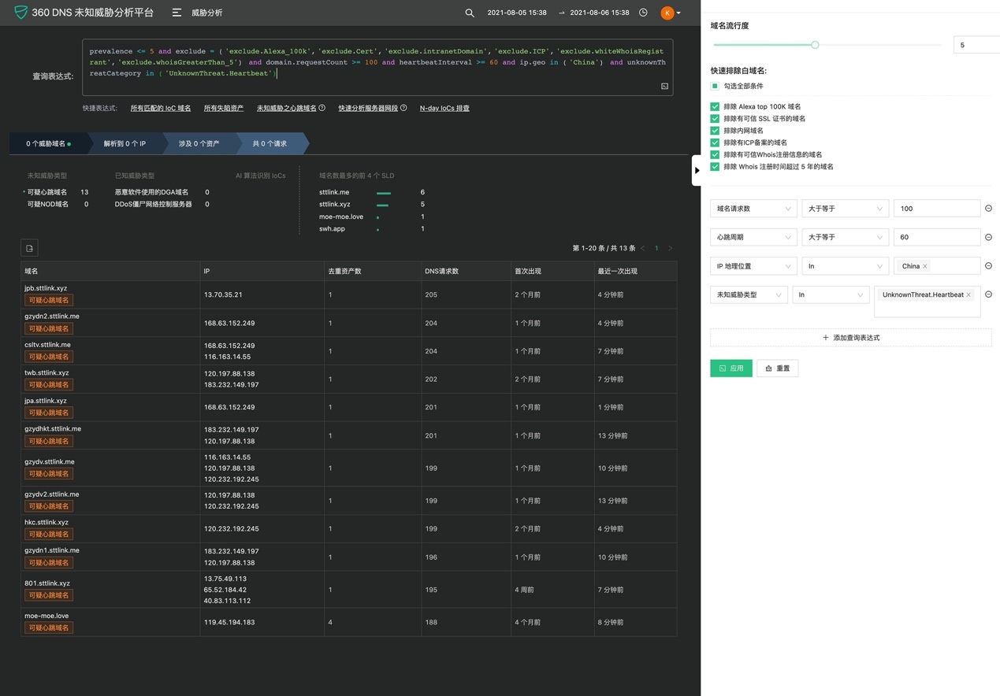 360 DNS 未知威胁分析平台
威胁分析
2021-08-05 15:38 → 2021-08-06 15:38
K
查询表达式:
prevalence <= 5 and exclude = ( 'exclude.Alexa_100k','exclude.Cert','exclude.intranetDomain','exclude.ICP','exclude.whiteWhoisRegist
rant','exclude.whoisGreaterThan_5') and domain.requestCount >= 100 and heartbeatInterval >= 60 and ip.geo in ( 'China') and unknownTh
reatCategory in ( 'UnknownThreat.Heartbeat')
快捷表达式: 所有匹配的 IoC 域名 所有失陷资产 未知威胁之心跳域名 快速分析服务器网段 N-day IoCs 排查
0 个威胁域名 解析到 0 个 IP 涉及 0 个资产 共 0 个请求
未知威胁类型 已知威胁类型 AI 算法识别 IoCs 域名数最多的前 4 个 SLD
可疑心跳域名 13 恶意软件使用的DGA域名 0 sttlink.me 6
可疑NOD域名 0 DDoS僵尸网络控制服务器 0 sttlink.xyz 5
moe-moe.love 1
swh.app 1
第 1-20 条 / 共 13 条 < 1 >
域名 IP 去重资产数 DNS请求数 首次出现 最近一次出现
jpb.sttlink.xyz
可疑心跳域名
13.70.35.21 1 205 2 个月前 4 分钟前
gzydn2.sttlink.me
可疑心跳域名
168.63.152.249 1 204 1 个月前 4 分钟前
csltv.sttlink.me
可疑心跳域名
168.63.152.249
116.163.14.55
1 204 1 个月前 7 分钟前
twb.sttlink.xyz
可疑心跳域名
120.197.88.138
183.232.149.197
1 202 2 个月前 7 分钟前
jpa.sttlink.xyz
可疑心跳域名
168.63.152.249 1 201 1 个月前 1 分钟前
gzydhkt.sttlink.me
可疑心跳域名
183.232.149.197
120.197.88.138
1 201 1 个月前 13 分钟前
gzydv.sttlink.me
可疑心跳域名
116.163.14.55
120.197.88.138
120.232.192.245
1 199 1 个月前 10 分钟前
gzydv2.sttlink.me
可疑心跳域名
120.197.88.138
120.232.192.245
1 199 1 个月前 13 分钟前
hkc.sttlink.xyz
可疑心跳域名
120.232.192.245 1 199 2 个月前 4 分钟前
gzydn1.sttlink.me
可疑心跳域名
183.232.149.197
120.197.88.138
1 196 1 个月前 10 分钟前
801.sttlink.xyz
可疑心跳域名
13.75.49.113
65.52.184.42
40.83.113.112
1 195 4 周前 7 分钟前
moe-moe.love
可疑心跳域名
119.45.194.183 4 188 4 个月前 8 分钟前
域名流行度
5
快速排除白域名:
勾选全部条件
排除 Alexa top 100K 域名
排除有可信 SSL 证书的域名
排除内网域名
排除有ICP备案的域名
排除有可信Whois注册信息的域名
排除 Whois 注册时间超过 5 年的域名
域名请求数 大于等于 100
心跳周期 大于等于 60
IP 地理位置 In China ×
未知威胁类型 In UnknownThreat.Heartbeat ×
+ 添加查询表达式
应用 重置